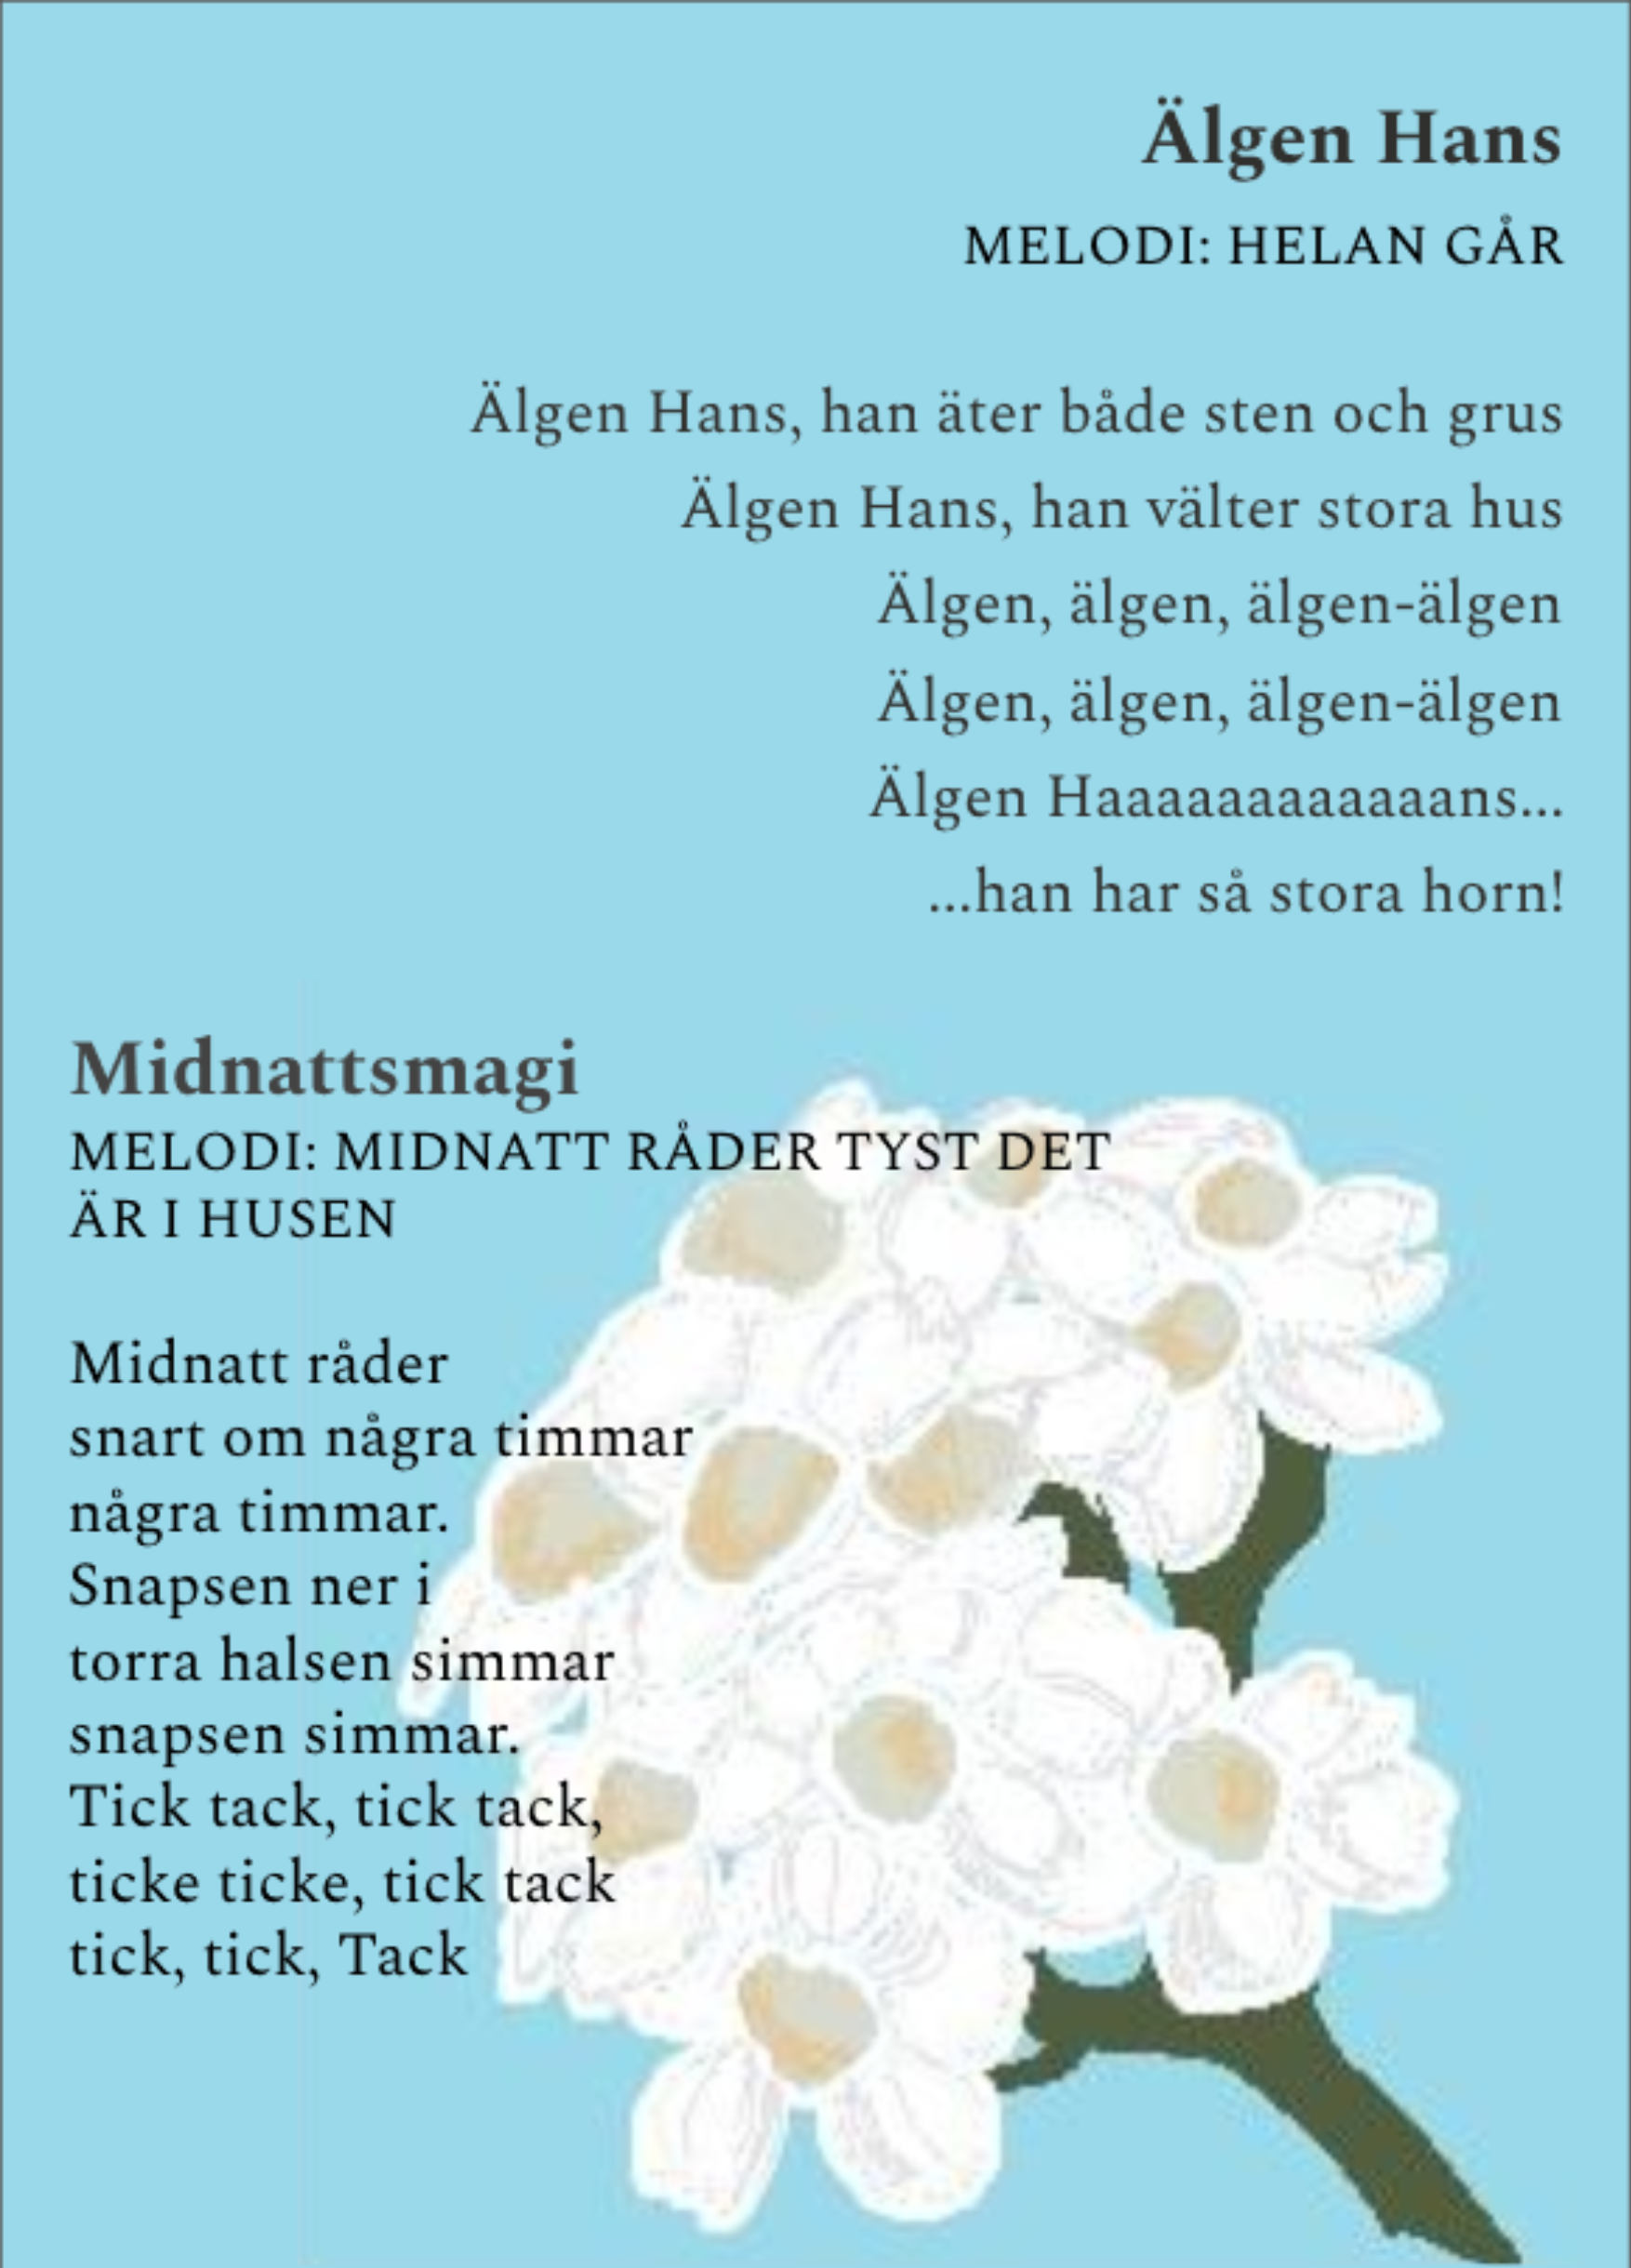 Älgen Hans
MELODI: HELAN GÅR
Älgen Hans, han äter både sten och grus
Älgen Hans, han välter stora hus
Älgen, älgen, älgen-älgen
Älgen, älgen, älgen-älgen
Älgen Haaaaaaaaaaaans...
...han har så stora horn!
Midnattsmagi
MELODI: MIDNATT RÅDER TYST DET
ÄR I HUSEN
Midnatt råder
snart om några timmar
några timmar.
Snapsen ner i
torra halsen simmar
snapsen simmar.
Tick tack, tick tack,
ticke ticke, tick tack
tick, tick, Tack